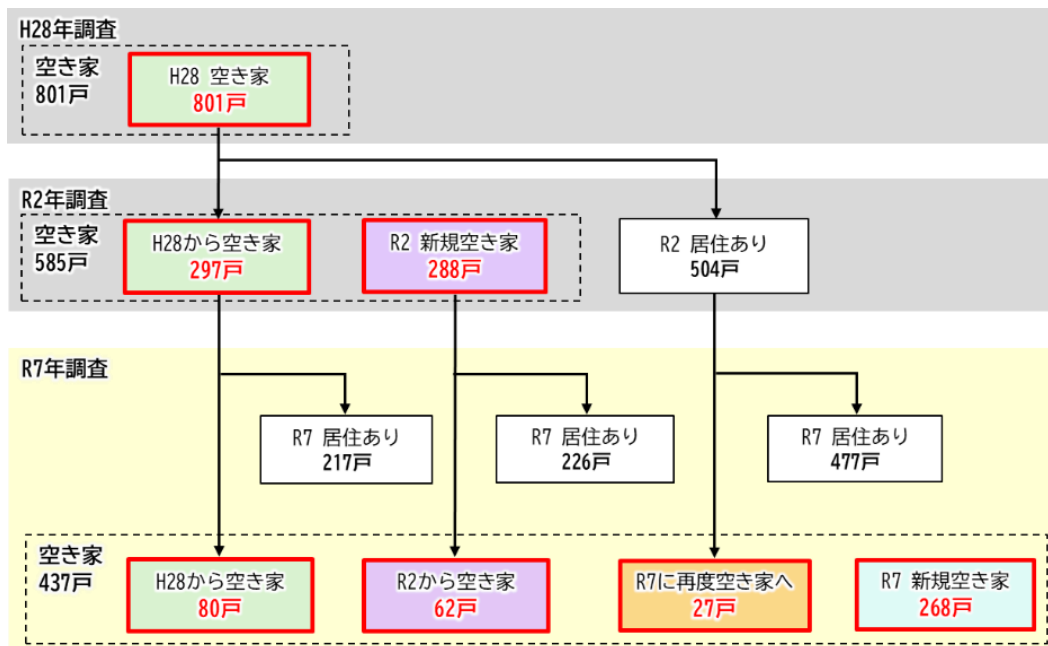 H28年調査
空き家
801戸
H28 空き家
801戸
R2年調査
空き家
585戸
H28から空き家
297戸
R2 新規空き家
288戸
R2 居住あり
504戸
R7年調査
R7 居住あり
217戸
R7 居住あり
226戸
R7 居住あり
477戸
空き家
437戸
H28から空き家
80戸
R2から空き家
62戸
R7に再度空き家へ
27戸
R7 新規空き家
268戸